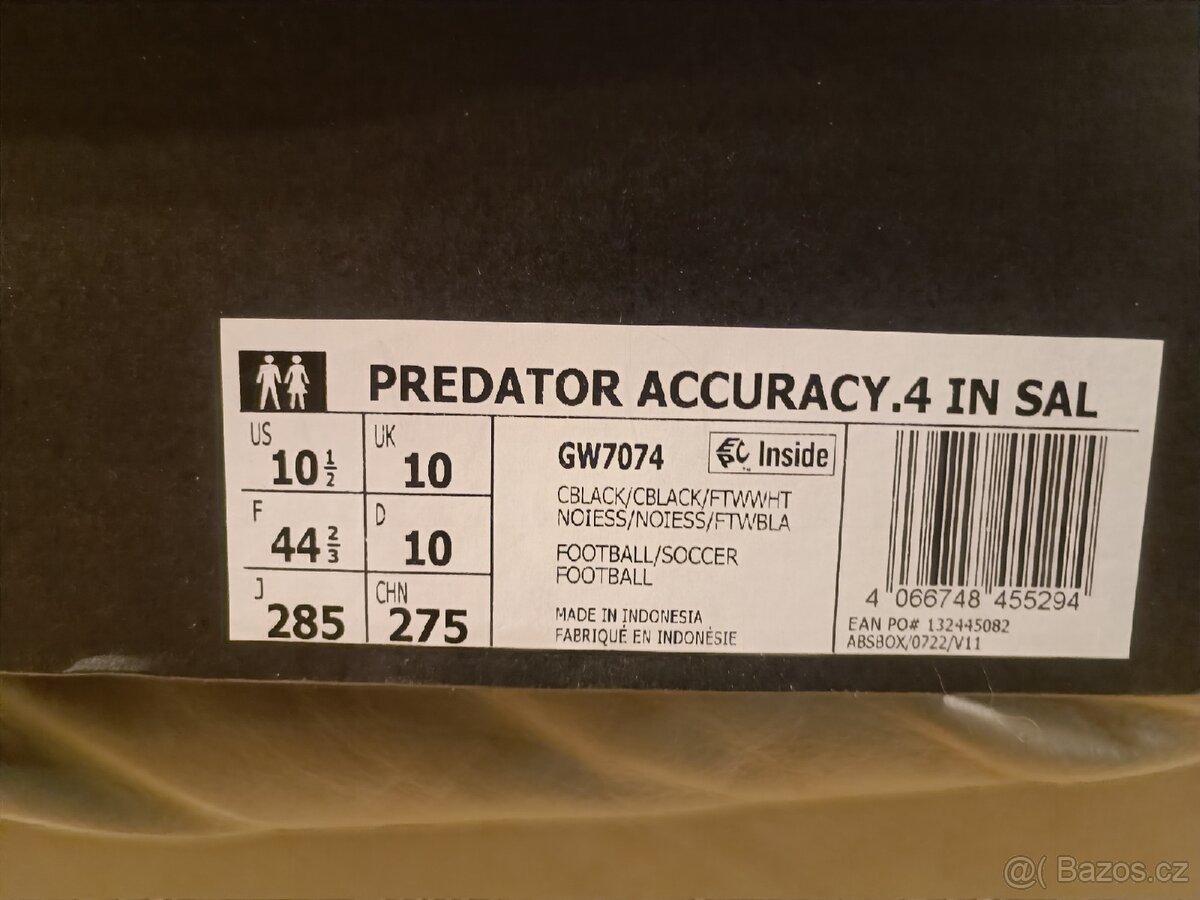 PREDATOR ACCURACY.4 IN SAL
US 10 1/2
UK 10
F 44 2/3
D 10
J 285
CHN 275
GW7074
EPC Inside
CBLACK/CBLACK/FTWWHT
NOIESS/NOIESS/FTWBLA
FOOTBALL/SOCCER
FOOTBALL
MADE IN INDONESIA
FABRIQUÉ EN INDONÉSIE
4 066748 455294
EAN PO# 132445082
ABSBOX/0722/V11
@( Bazos.cz